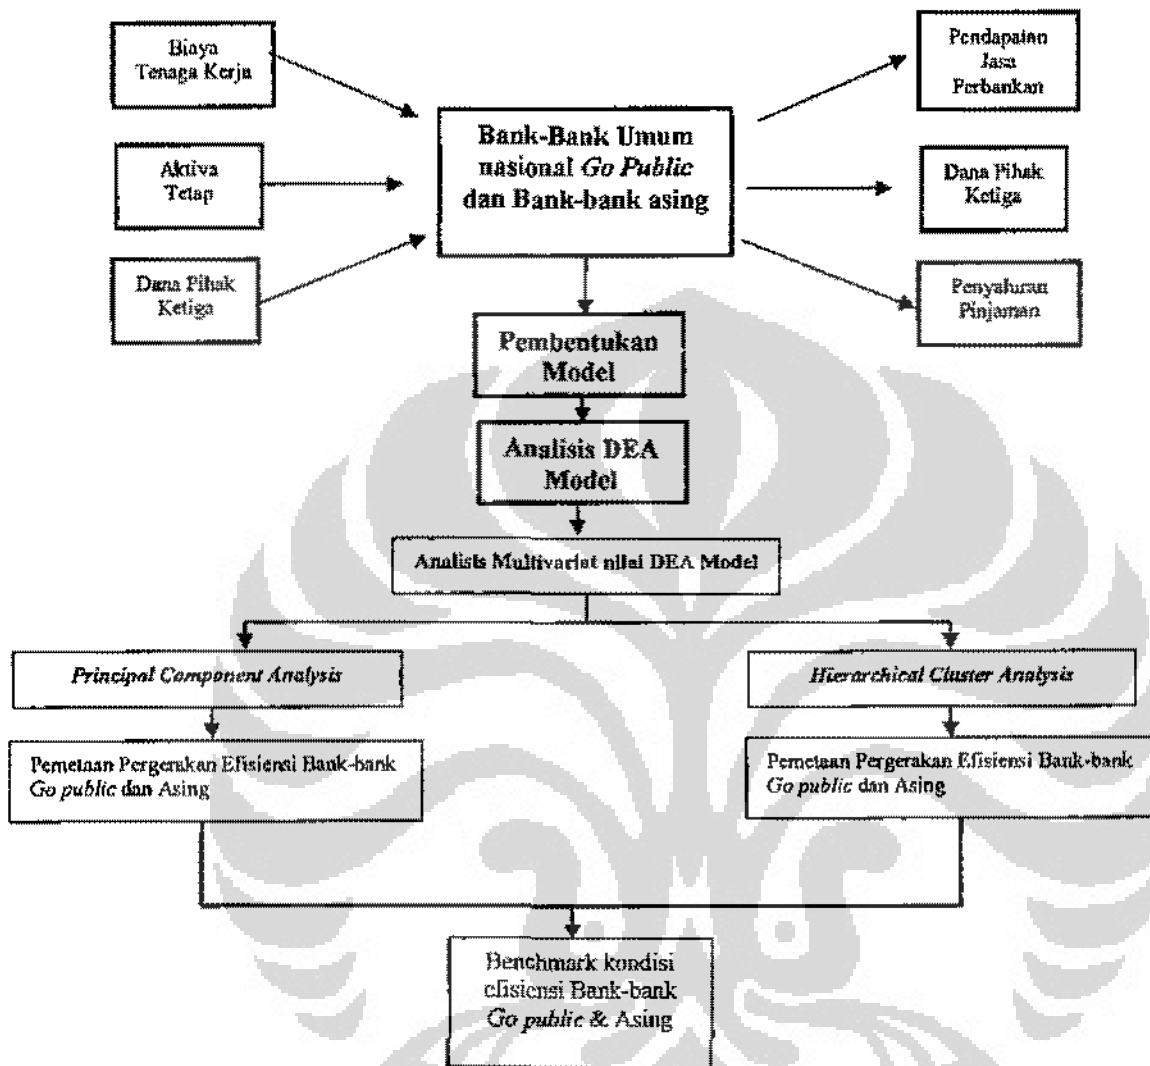 Biaya
Tenaga Kerja
Pendapatan
Jasa
Perbankan
Bank-Bank Umum
nasional Go Public
dan Bank-bank asing
Aktiva
Tetap
Dana Pihak
Ketiga
Dana Pihak
Ketiga
Penyaluran
Pinjaman
Pembentukan
Model
Analisis DEA
Model
Analisis Multivariat nilai DEA Model
Principal Component Analysis
Hierarchical Cluster Analysis
Pemetaan Pergerakan Efisiensi Bank-bank
Go public dan Asing
Pemetaan Pergerakan Efisiensi Bank-bank
Go public dan Asing
Benchmark kondisi
efisiensi Bank-bank
Go public & Asing